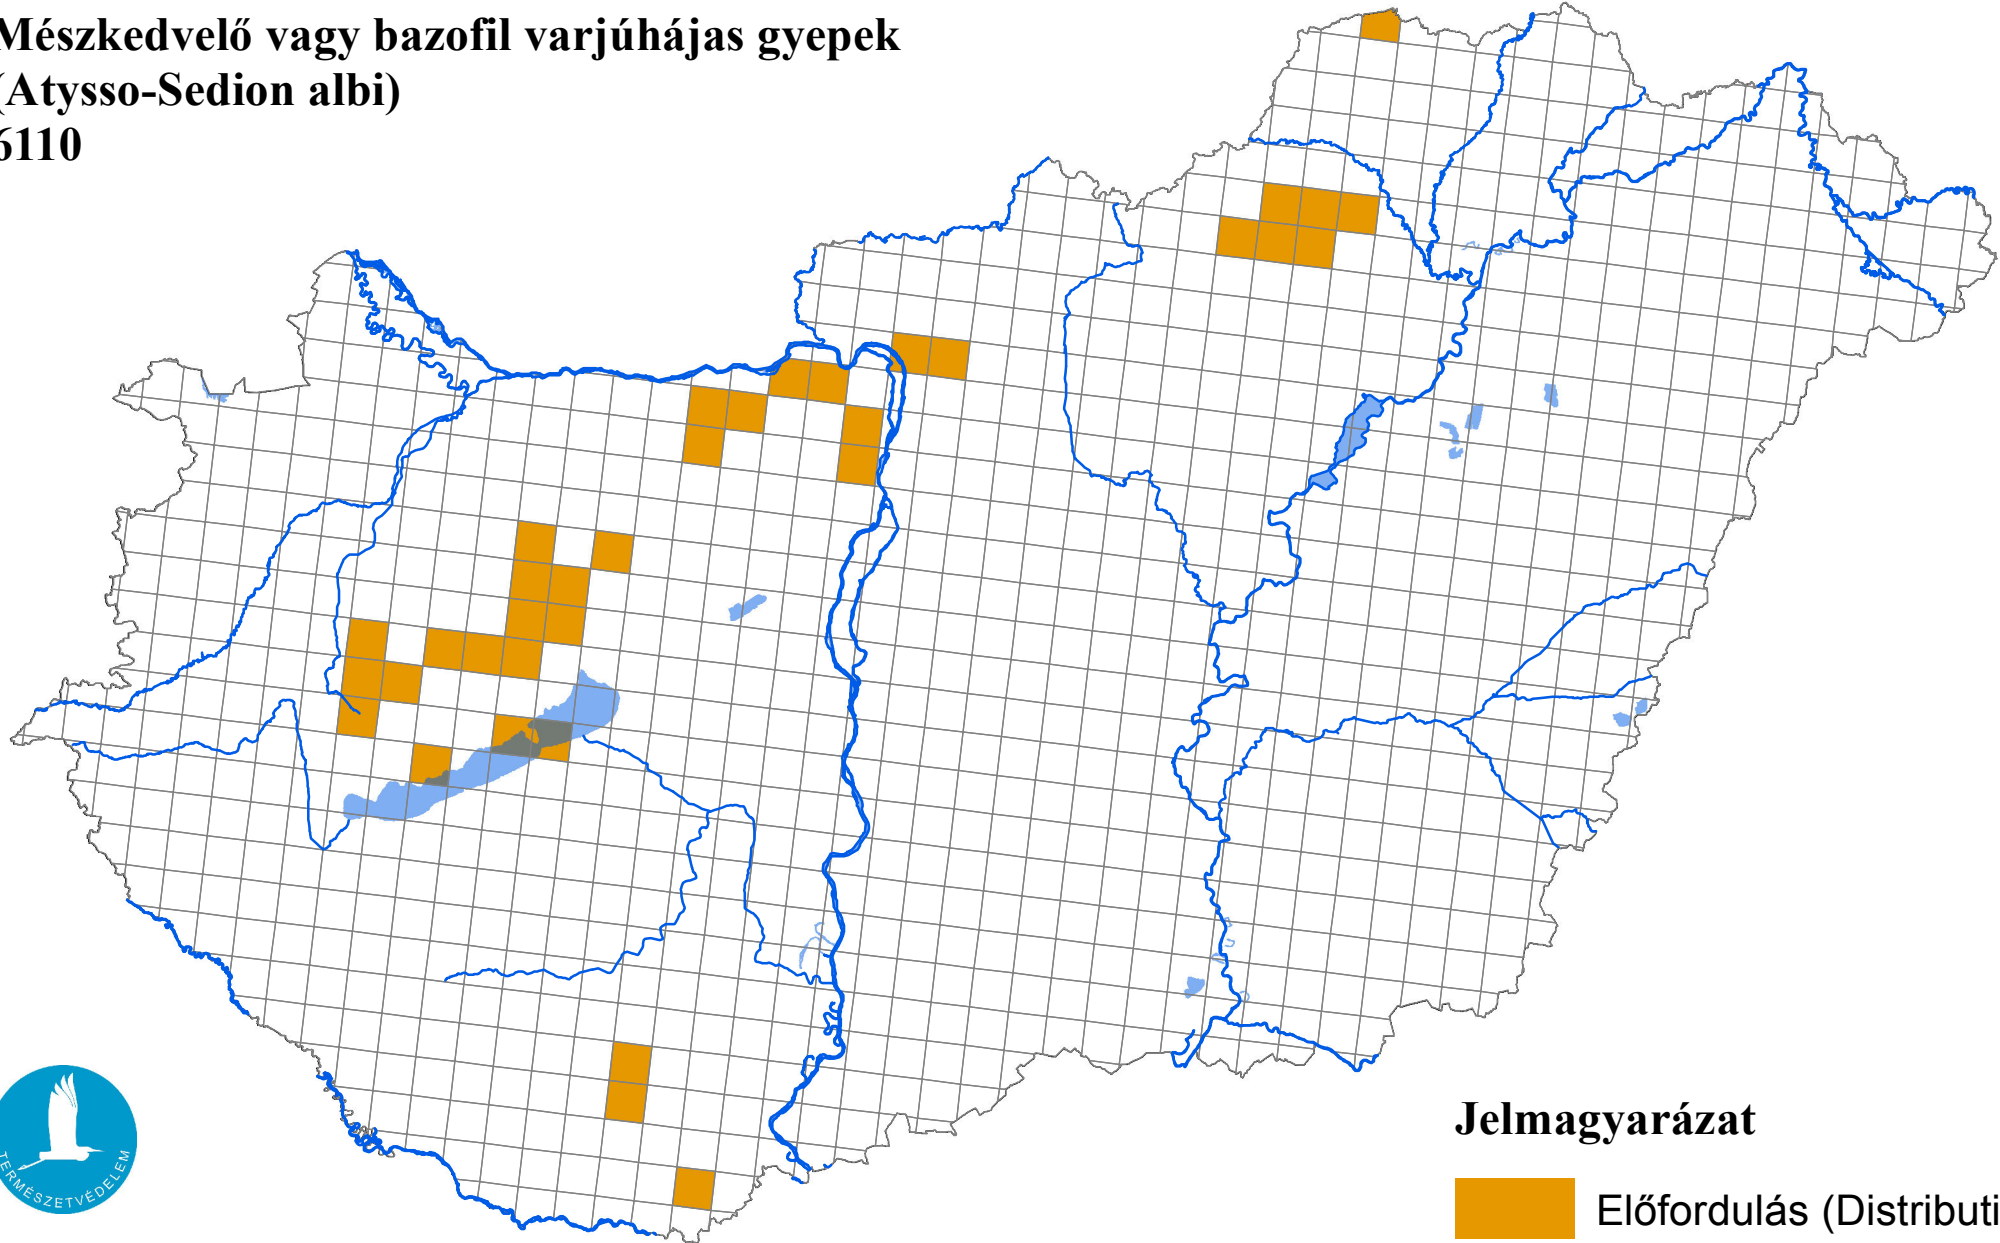 Mészkedvelő vagy bazofil varjúhájas gyepek
(Atysso-Sedion albi)
6110
TERMÉSZETVÉDELEM
Jelmagyarázat
Előfordulás (Distributi